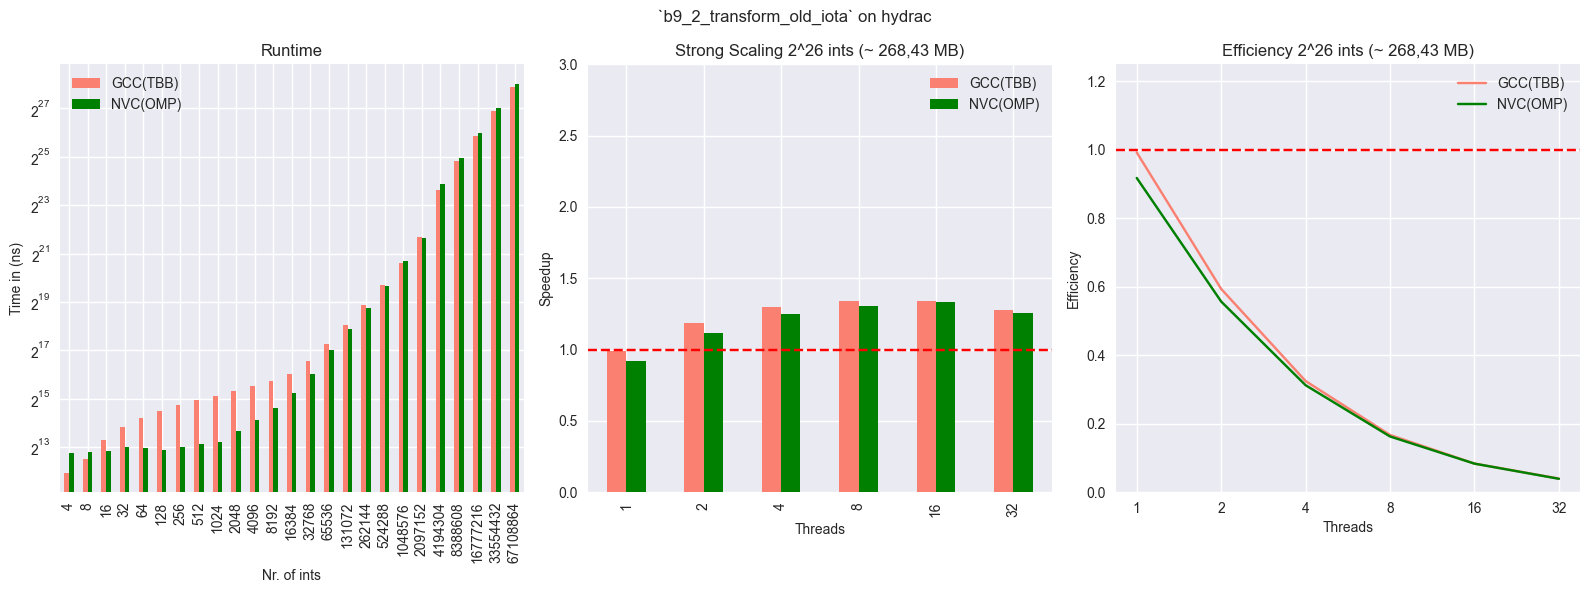 `b9_2_transform_old_iota` on hydrac
Runtime
GCC(TBB)
NVC(OMP)
2^27
2^25
2^23
2^21
2^19
2^17
2^15
2^13
Time in (ns)
4 8 16 32 64 128 256 512 1024 2048 4096 8192 16384 32768 65536 131072 262144 524288 1048576 2097152 4194304 8388608 16777216 33554432 67108864
Nr. of ints
Strong Scaling 2^26 ints (~ 268,43 MB)
GCC(TBB)
NVC(OMP)
3.0
2.5
2.0
1.5
1.0
0.5
0.0
Speedup
1 2 4 8 16 32
Threads
Efficiency 2^26 ints (~ 268,43 MB)
GCC(TBB)
NVC(OMP)
1.2
1.0
0.8
0.6
0.4
0.2
0.0
Efficiency
1 2 4 8 16 32
Threads